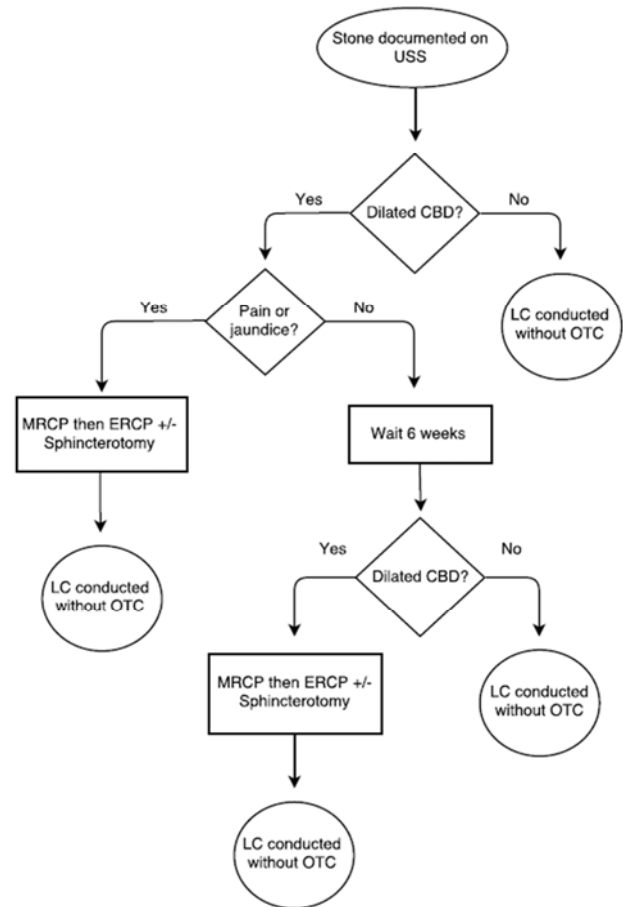 Stone documented on
USS
Yes
Dilated CBD?
No
Yes
Pain or
jaundice?
No
LC conducted
without OTC
MRCP then ERCP +/-
Sphincterotomy
Wait 6 weeks
LC conducted
without OTC
Yes
Dilated CBD?
No
MRCP then ERCP +/-
Sphincterotomy
LC conducted
without OTC
LC conducted
without OTC